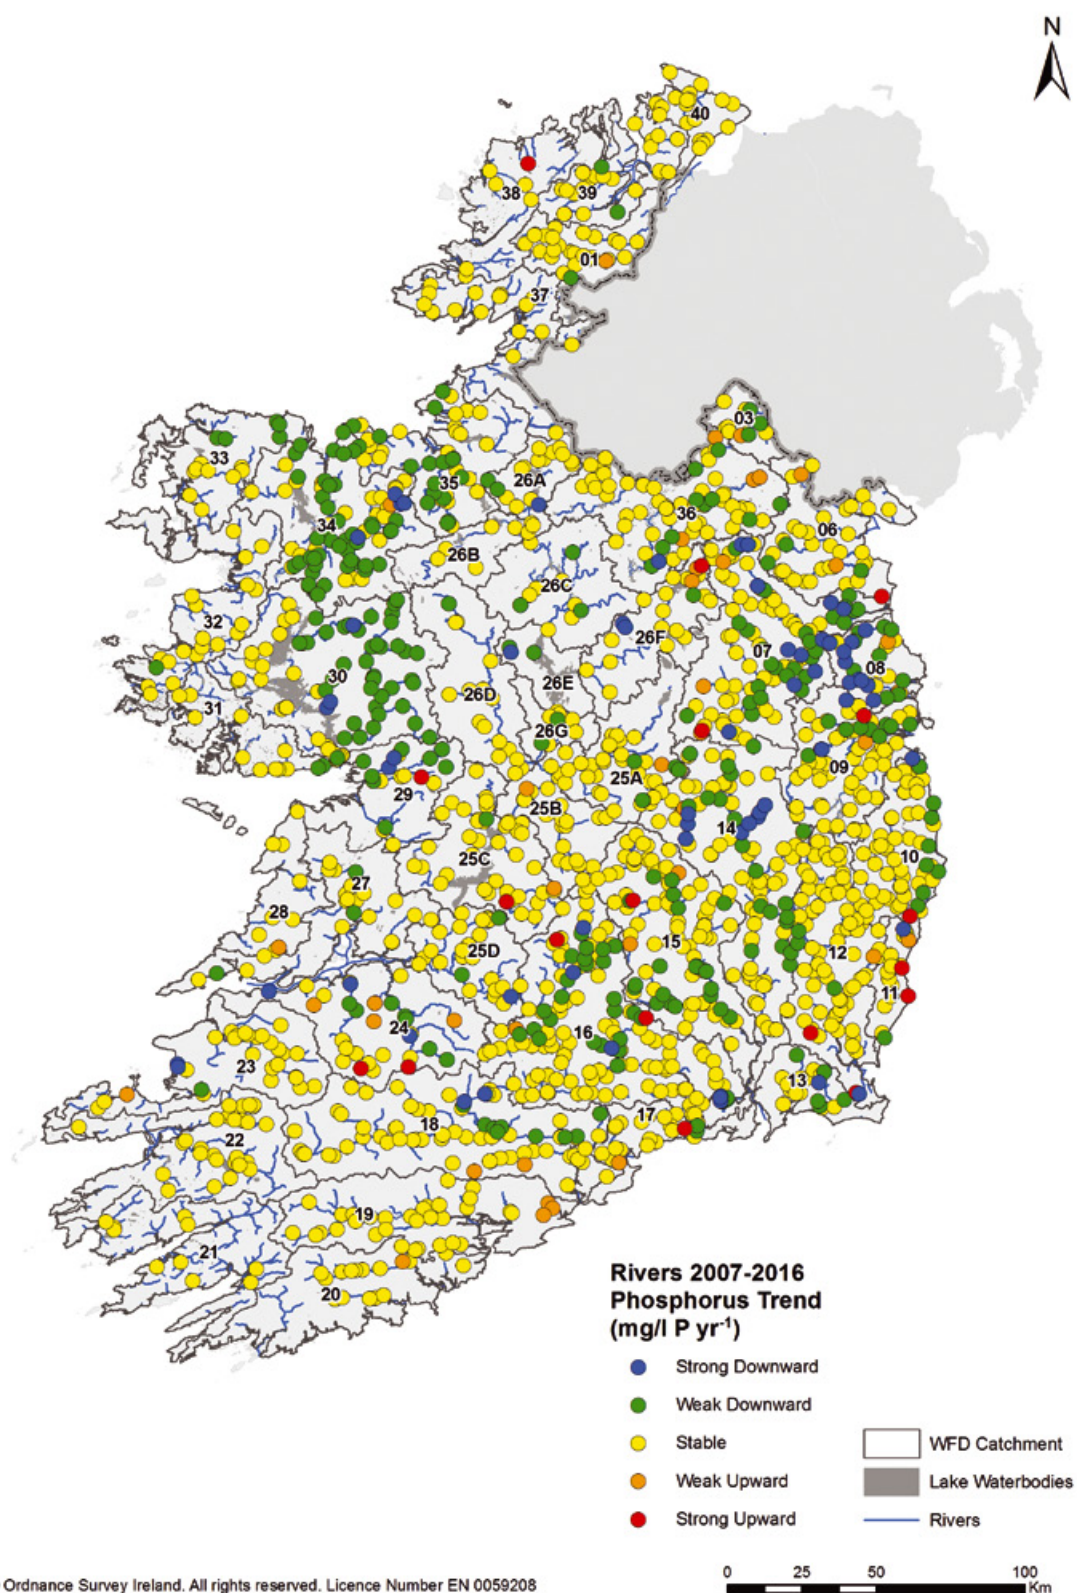 N
40
38
39
01
37
03
33
35
26A
36
06
34
26B
26C
32
26F
07
08
30
31
26D
26E
26G
09
29
25A
25B
14
25C
10
27
28
25D
15
12
11
24
16
23
13
17
18
22
19
21
20
Rivers 2007-2016
Phosphorus Trend
(mg/l P yr-1)
Strong Downward
Weak Downward
Stable
WFD Catchment
Weak Upward
Lake Waterbodies
Strong Upward
Rivers
Ordnance Survey Ireland. All rights reserved. Licence Number EN 0059208
0 25 50 100
Km